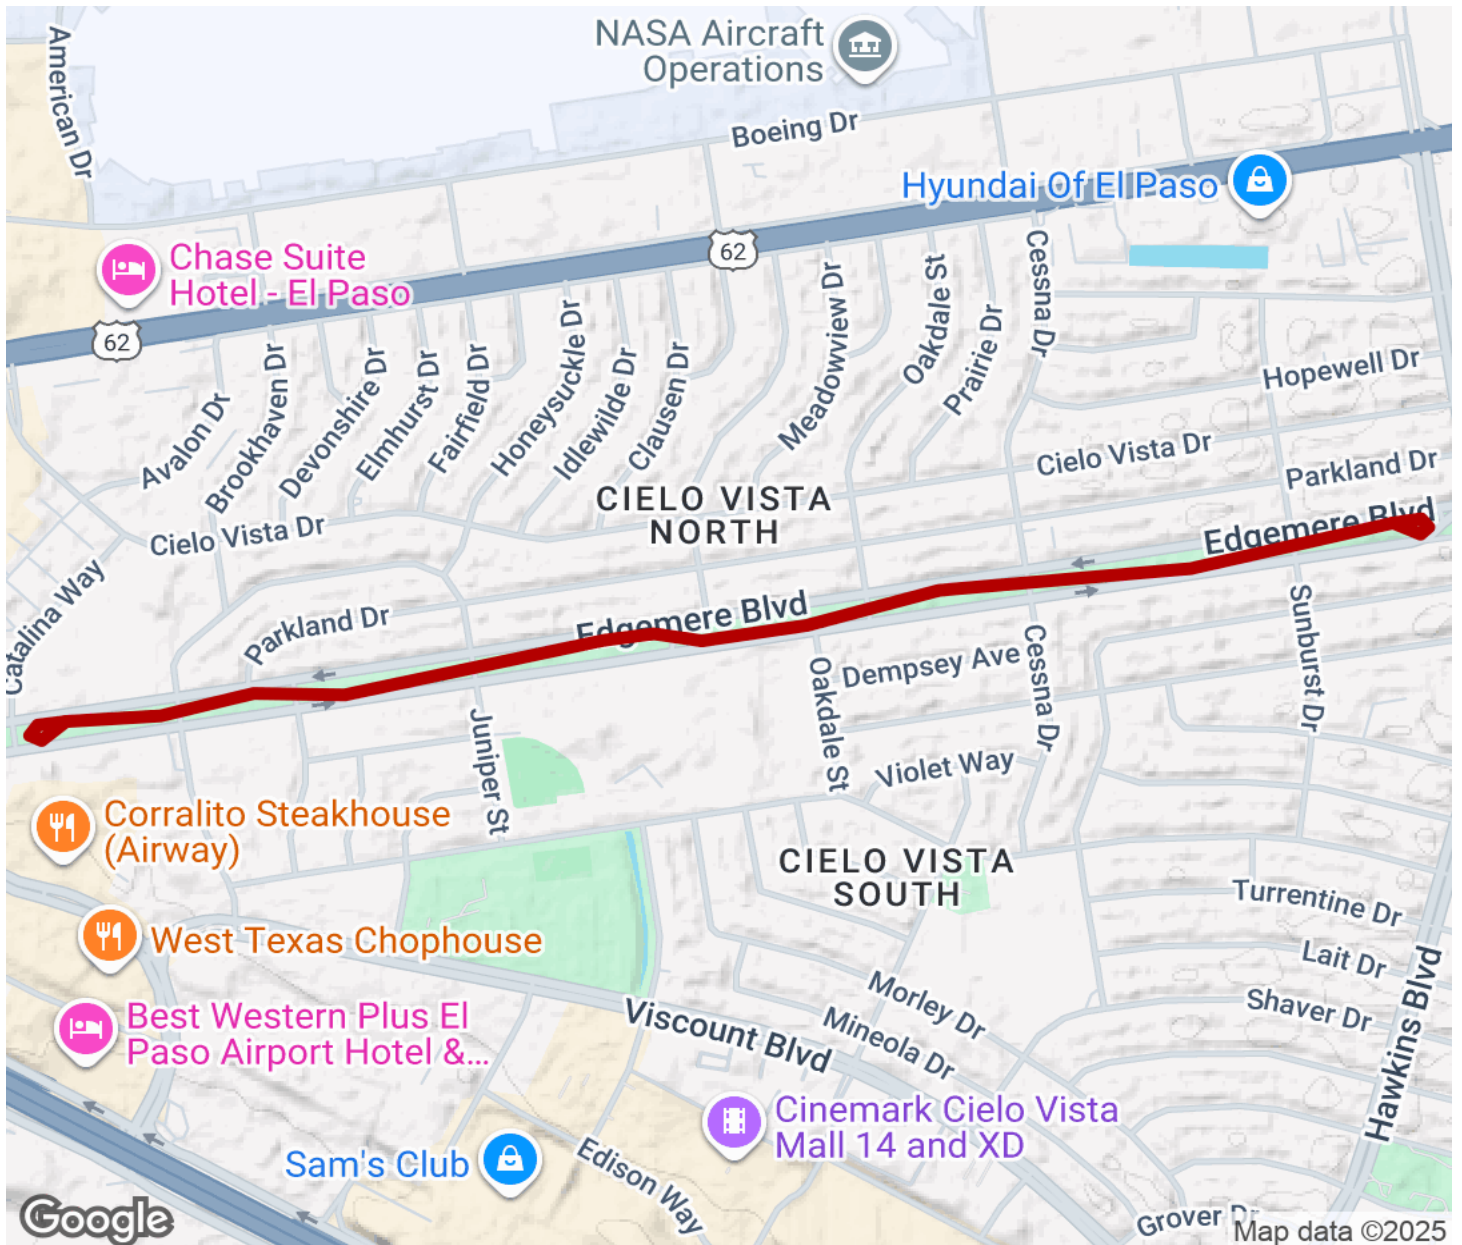 American Dr
NASA Aircraft
Operations
Boeing Dr
Hyundai Of El Paso
62
Chase Suite
Hotel - El Paso
62
Cessna Dr
Avalon Dr
Brookhaven Dr
Devonshire Dr
Elmhurst Dr
Fairfield Dr
Honeysuckle Dr
Idlewilde Dr
Clausen Dr
Meadowview Dr
Oakdale St
Prairie Dr
Hopewell Dr
Cielo Vista Dr
Parkland Dr
CIELO VISTA
NORTH
Cielo Vista Dr
Edgemere Blvd
Catalina Way
Parkland Dr
Edgemere Blvd
Sunburst Dr
Cessna Dr
Dempsey Ave
Oakdale St
Juniper St
Violet Way
Corralito Steakhouse
(Airway)
CIELO VISTA
SOUTH
Turrentine Dr
West Texas Chophouse
Lait Dr
Morley Dr
Shaver Dr
Best Western Plus El
Paso Airport Hotel &...
Viscount Blvd
Mineola Dr
Hawkins Blvd
Cinemark Cielo Vista
Mall 14 and XD
Sam's Club
Edison Way
Grover Dr
Google
Map data ©2025